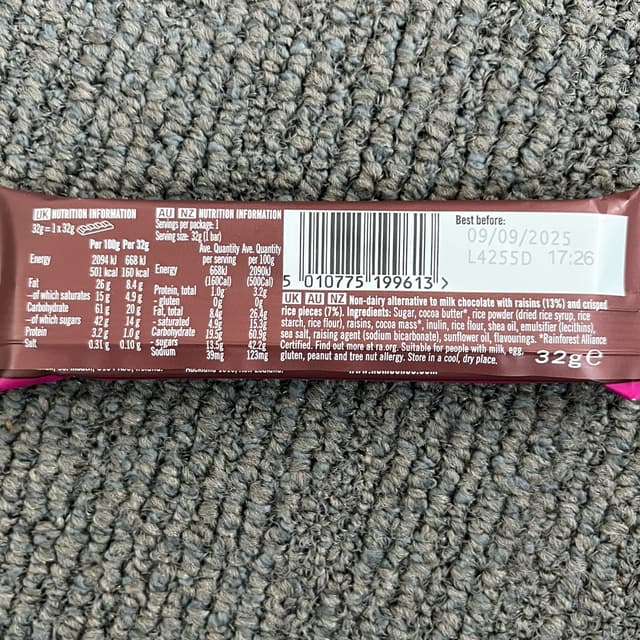 UK NUTRITION INFORMATION
32g = 1 x 32g
Per 100g Per 32g
Energy 2094 kJ 668 kJ
501 kcal 160 kcal
Fat 26 g 8.4 g
-of which saturates 15 g 4.9 g
Carbohydrate 61 g 20 g
-of which sugars 42 g 14 g
Protein 3.2 g 1.0 g
Salt 0.31 g 0.10 g
AU NZ NUTRITION INFORMATION
Servings per package: 1
Serving size: 32g (1 bar)
Ave. Quantity Ave. Quantity
per serving per 100g
Energy 668kJ 2090kJ
(160Cal) (500Cal)
Protein, total 1.0g 3.2g
- gluten 0g 0g
Fat, total 8.4g 26.4g
- saturated 4.9g
Carbohydrate
- sugars 13.5g 42.2g
Sodium 39mg 123mg
5 010775 199613 >
Best before:
09/09/2025
L4255D 17:26
UK AU NZ Non-dairy alternative to milk chocolate with raisins (13%) and crisped
rice pieces (7%). Ingredients: Sugar, cocoa butter*, rice powder (dried rice syrup, rice
starch, rice flour), raisins, cocoa mass*, inulin, rice flour, shea oil, emulsifier (lecithins),
sea salt, raising agent (sodium bicarbonate), sunflower oil, flavourings. *Rainforest Alliance
Certified. Find out more at ra.org. Suitable for people with milk, egg,
gluten, peanut and tree nut allergy. Store in a cool, dry place.
32g e